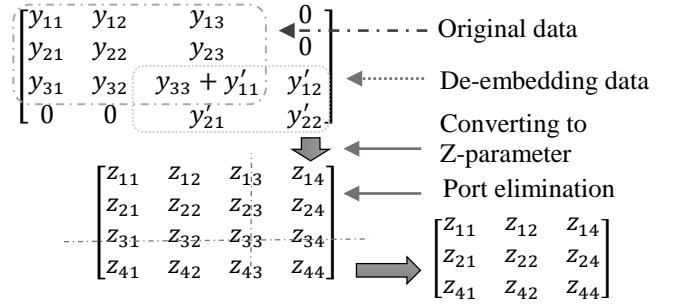 y₁₁ y₁₂ y₁₃ 0
y₂₁ y₂₂ y₂₃ 0
y₃₁ y₃₂ y₃₃ + y′₁₁ y′₁₂
0 0 y′₂₁ y′₂₂
Original data
De-embedding data
Converting to
Z-parameter
Port elimination
z₁₁ z₁₂ z₁₃ z₁₄
z₂₁ z₂₂ z₂₃ z₂₄
z₃₁ z₃₂ z₃₃ z₃₄
z₄₁ z₄₂ z₄₃ z₄₄
z₁₁ z₁₂ z₁₄
z₂₁ z₂₂ z₂₄
z₄₁ z₄₂ z₄₄